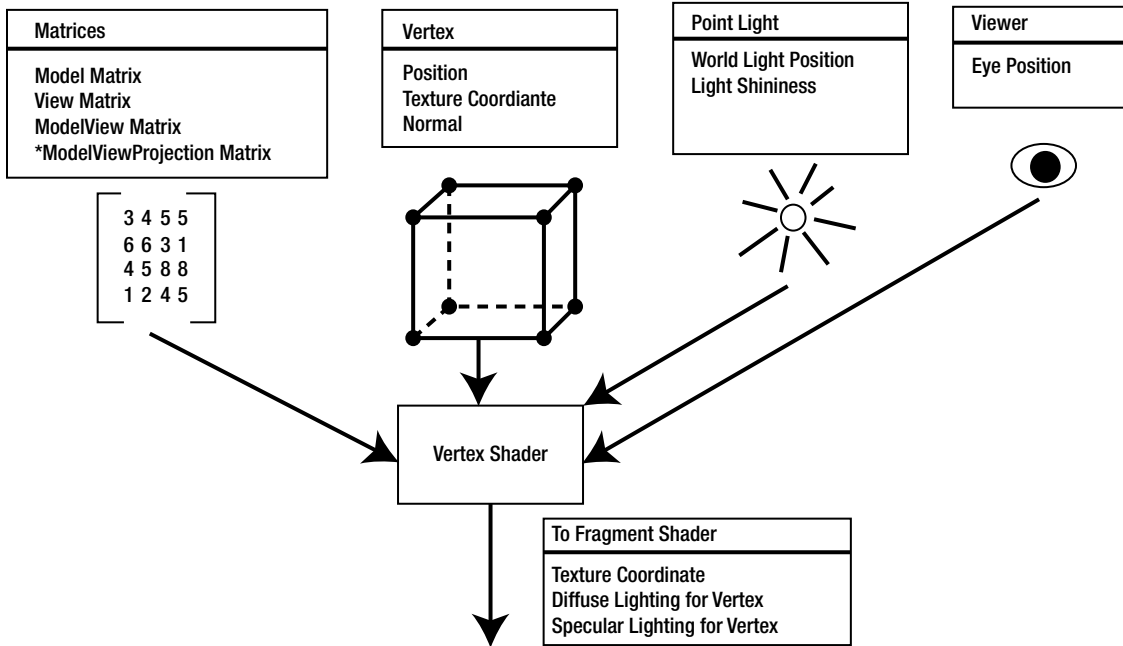 Matrices
Model Matrix
View Matrix
ModelView Matrix
*ModelViewProjection Matrix
3 4 5 5
6 6 3 1
4 5 8 8
1 2 4 5
Vertex
Position
Texture Coordiante
Normal
Point Light
World Light Position
Light Shininess
Viewer
Eye Position
Vertex Shader
To Fragment Shader
Texture Coordinate
Diffuse Lighting for Vertex
Specular Lighting for Vertex